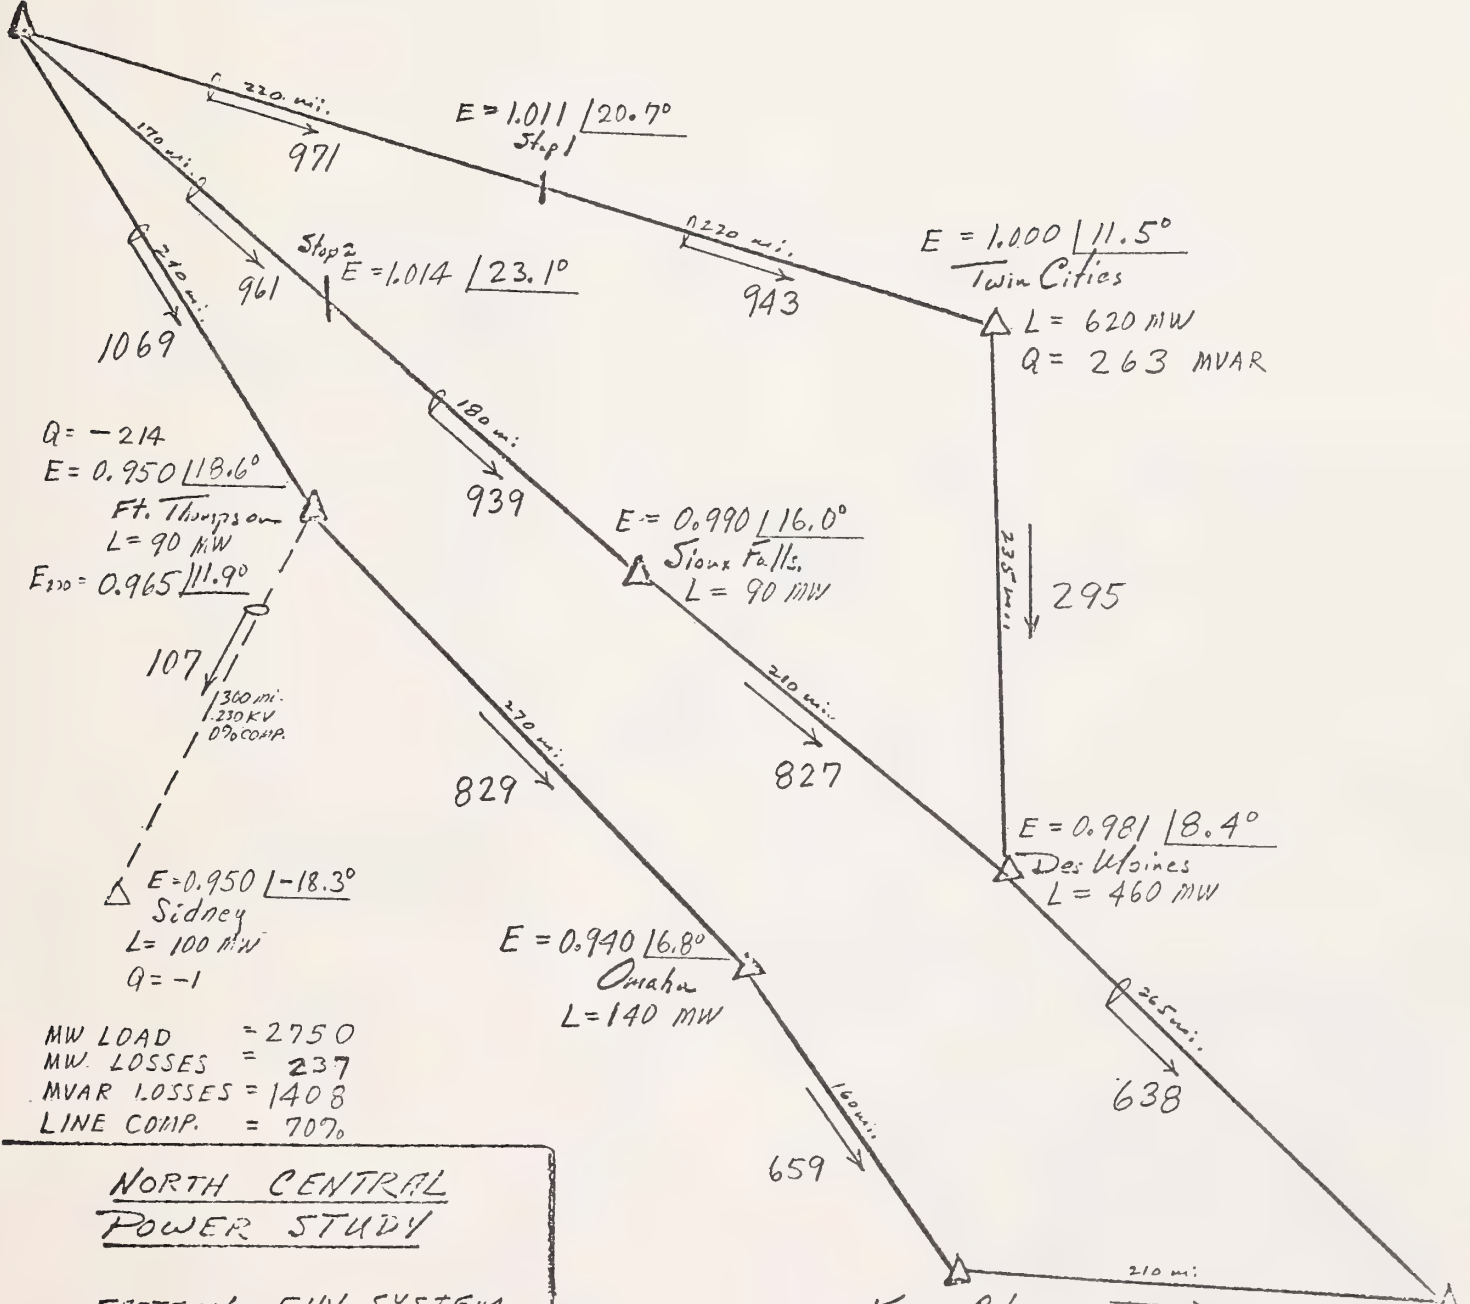 220 mi.
971
E = 1.011 20.7°
Stop 1
170 mi.
961
Stop 2
E = 1.014 23.1°
240 mi.
1069
220 mi.
943
E = 1.000 11.5°
Twin Cities
L = 620 MW
Q = 263 MVAR
180 mi.
939
Q = -214
E = 0.950 18.6°
Ft. Thompson
L = 90 MW
E230 = 0.965 11.9°
107
300 mi.
230 KV
0% COMP.
E = 0.990 16.0°
Sioux Falls
L = 90 MW
235 mi.
295
210 mi.
827
270 mi.
829
E = 0.981 8.4°
Des Moines
L = 460 MW
E = 0.950 -18.3°
Sidney
L = 100 MW
Q = -1
E = 0.940 6.8°
Omaha
L = 140 MW
265 mi.
638
160 mi.
659
210 mi.
MW LOAD = 2750
MW. LOSSES = 237
MVAR LOSSES = 1408
LINE COMP. = 70%
NORTH CENTRAL
POWER STUDY
EHV SYSTEM